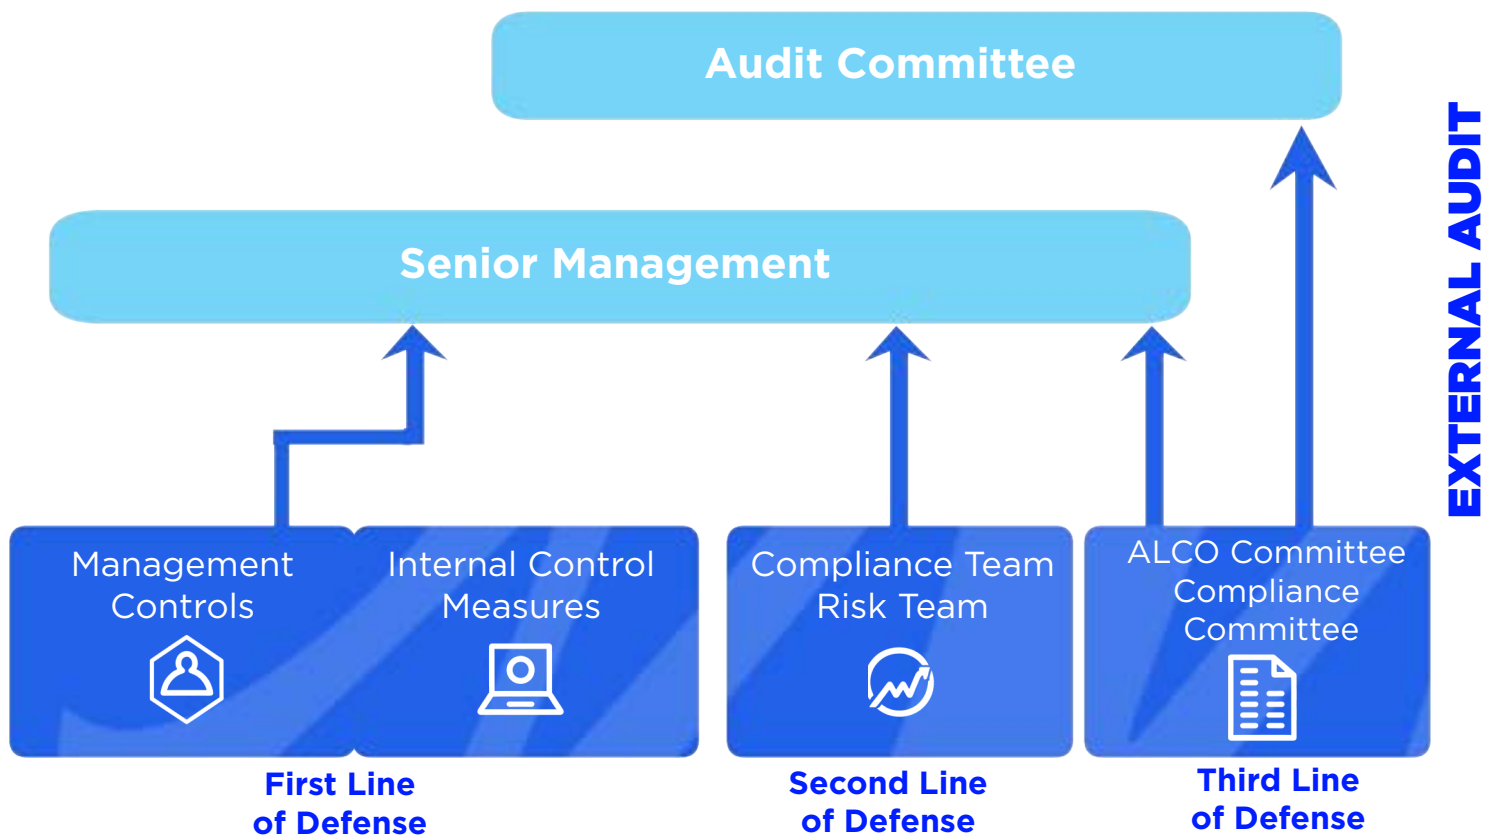 Audit Committee
EXTERNAL AUDIT
Senior Management
Management
Controls
Internal Control
Measures
Compliance Team
Risk Team
ALCO Committee
Compliance
Committee
First Line
of Defense
Second Line
of Defense
Third Line
of Defense